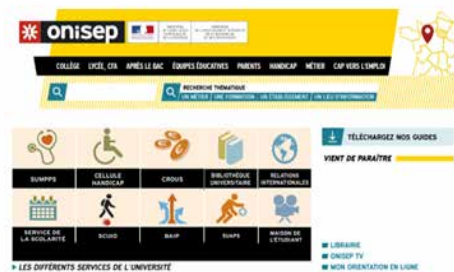 onisep
COLLÈGE LYCÉE, CFA APRÈS LE BAC ÉQUIPES ÉDUCATIVES PARENTS HANDICAP MÉTIER CAP VERS L'EMPLOI
RECHERCHE THÉMATIQUE
UN MÉTIER UNE FORMATION UN ÉTABLISSEMENT UN LIEU D'INFORMATION
TÉLÉCHARGEZ NOS GUIDES
VIENT DE PARAÎTRE
SUMPPS
CELLULE
HANDICAP
CROUS
BIBLIOTHÈQUE
UNIVERSITAIRE
RELATIONS
INTERNATIONALES
SERVICE DE
LA SCOLARITÉ
SCUIO
BAIP
SUAPS
MAISON DE
L'ÉTUDIANT
LES DIFFÉRENTS SERVICES DE L'UNIVERSITÉ
LIBRAIRIE
ONISEP TV
MON ORIENTATION EN LIGNE